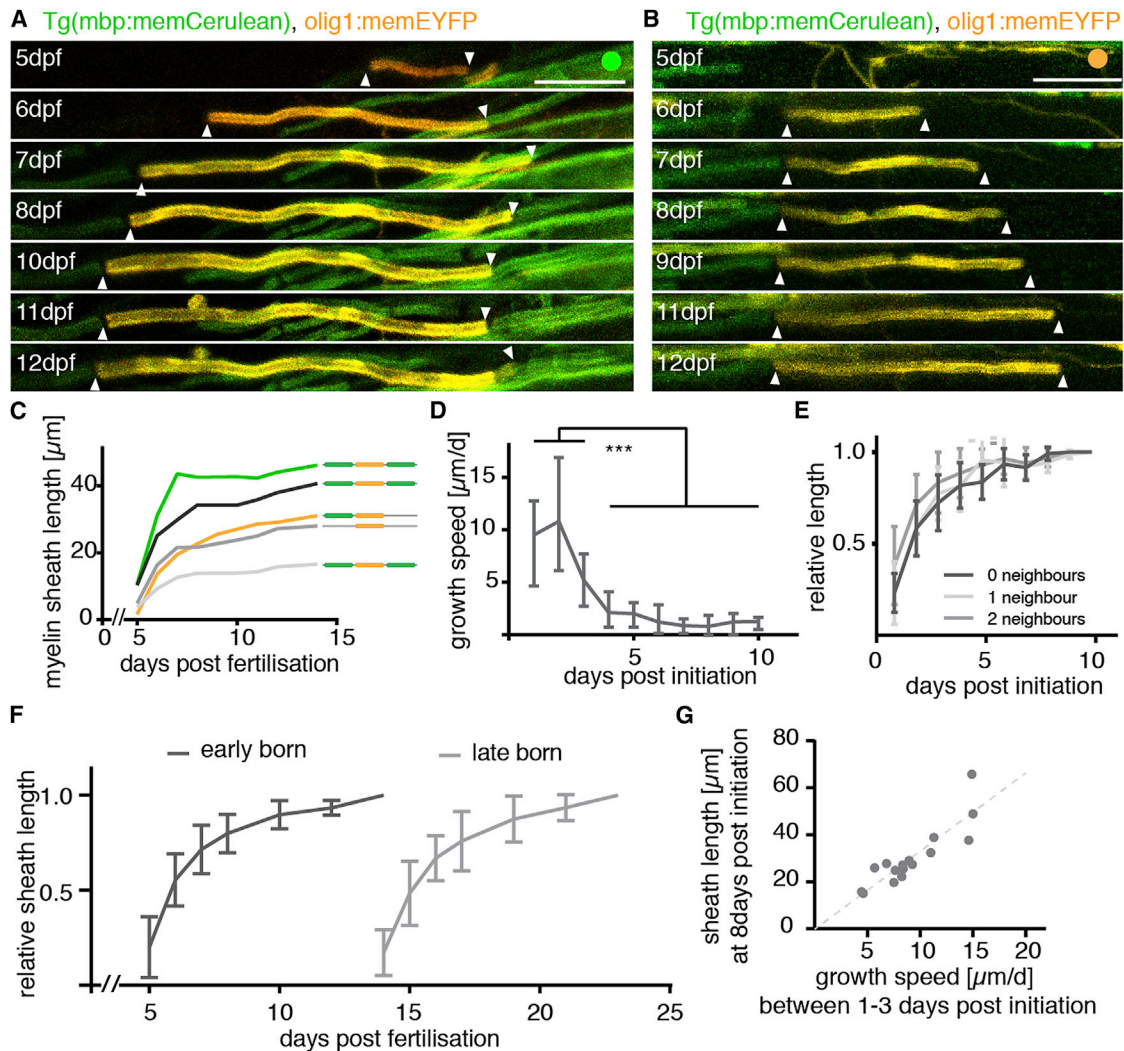 A Tg(mbp:memCerulean), olig1:memEYFP
5dpf
6dpf
7dpf
8dpf
10dpf
11dpf
12dpf
B Tg(mbp:memCerulean), olig1:memEYFP
5dpf
6dpf
7dpf
8dpf
9dpf
11dpf
12dpf
C
myelin sheath length [µm]
40
20
0
0 5 10 15
days post fertilisation
D
growth speed [µm/d]
15
10
5
***
5 10
days post initiation
E
relative length
1.0
0.5
0 neighbours
1 neighbour
2 neighbours
0 5 10
days post initiation
F
early born
late born
relative sheath length
1.0
0.5
5 10 15 20 25
days post fertilisation
G
sheath length [µm]
at 8days post initiation
80
60
40
20
0
5 10 15 20
growth speed [µm/d]
between 1-3 days post initiation